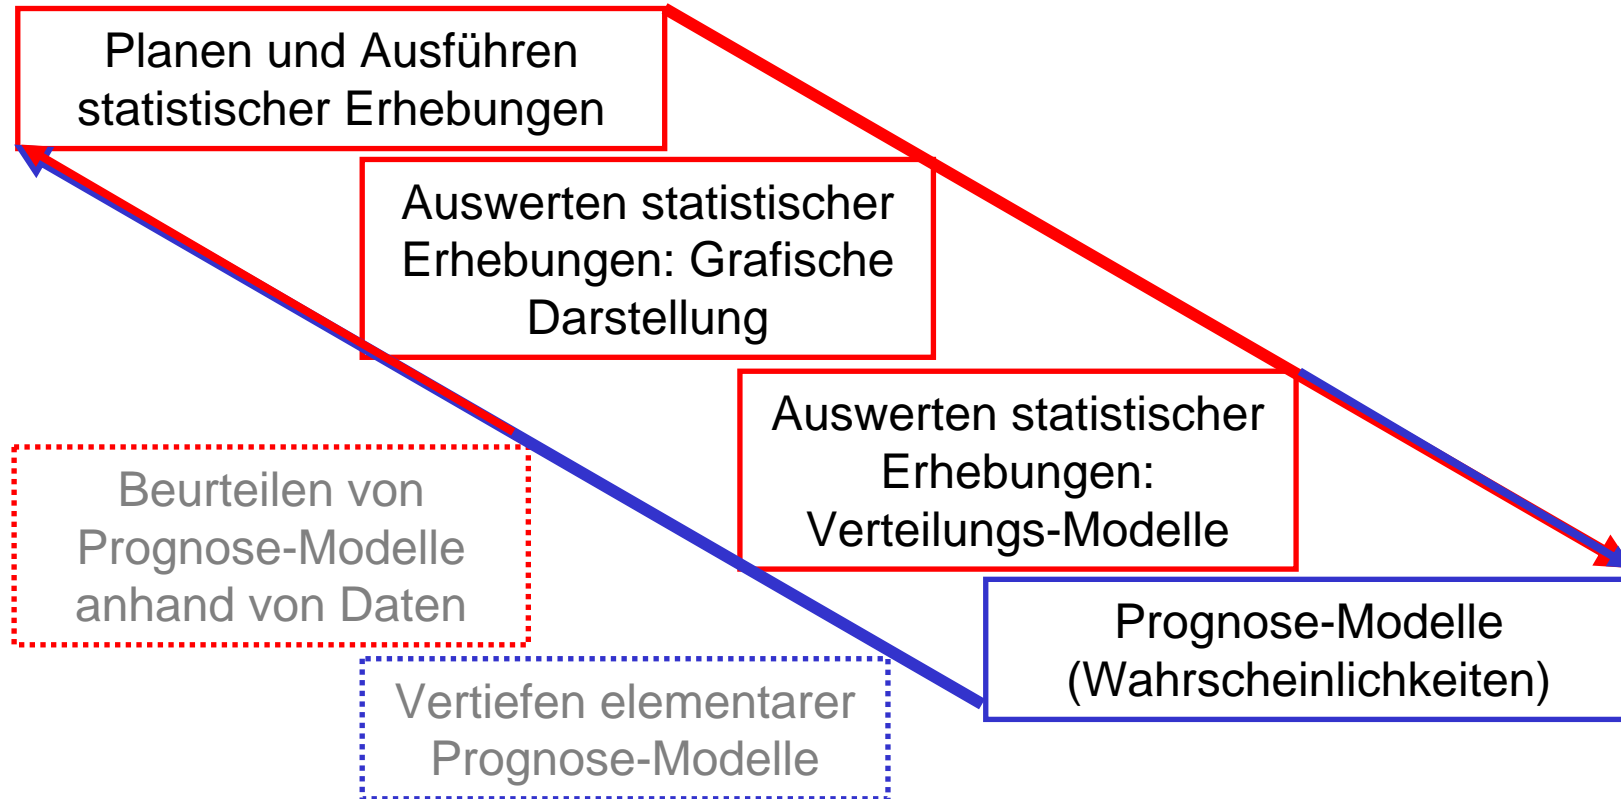 Planen und Ausführen
statistischer Erhebungen
Auswerten statistischer
Erhebungen: Grafische
Darstellung
Auswerten statistischer
Erhebungen:
Verteilungs-Modelle
Beurteilen von
Prognose-Modelle
anhand von Daten
Prognose-Modelle
(Wahrscheinlichkeiten)
Vertiefen elementarer
Prognose-Modelle